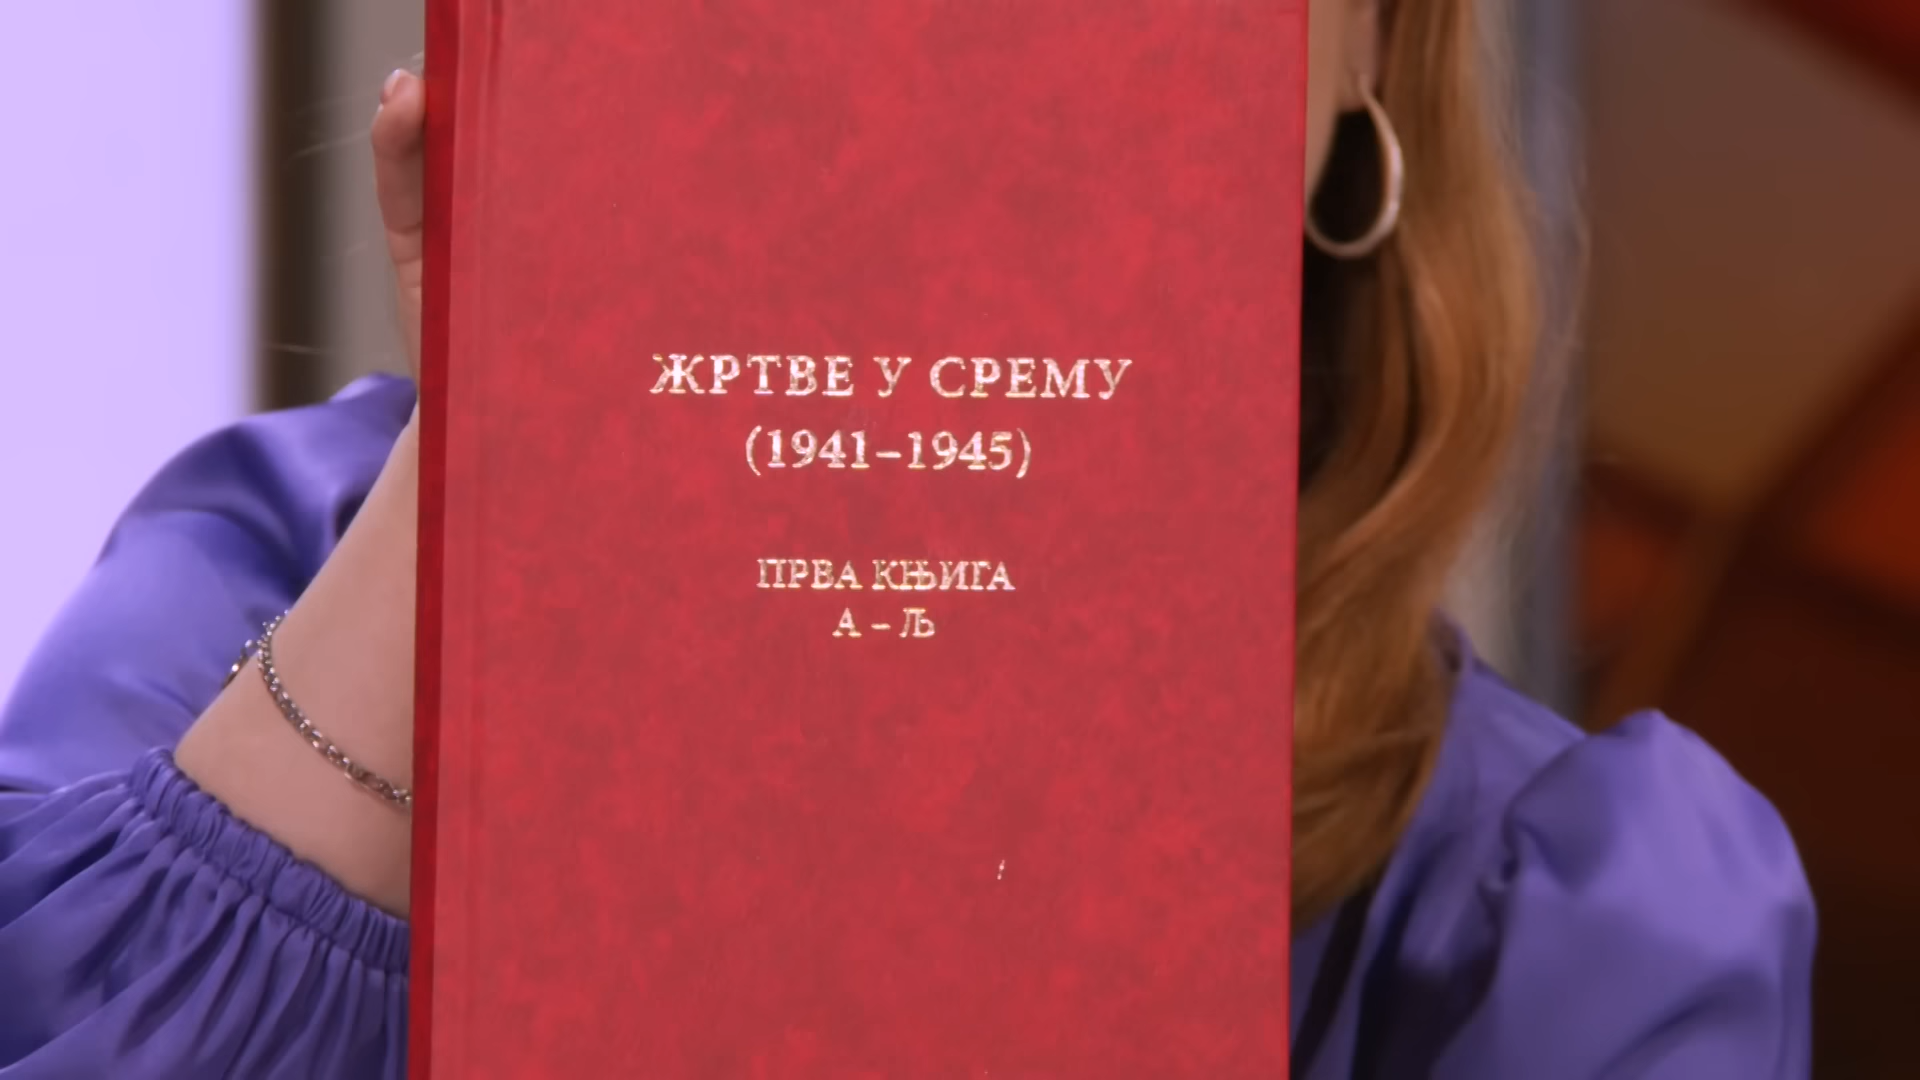 ЖРТВЕ У СРЕМУ
(1941–1945)
ПРВА КЊИГА
А – Љ